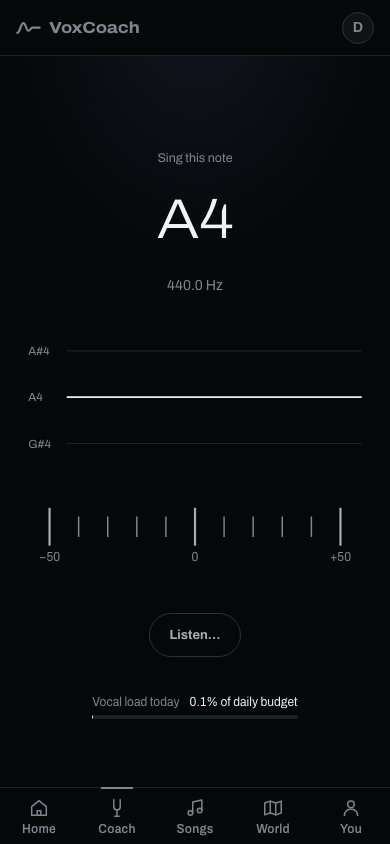 VoxCoach D
Sing this note
A4
440.0 Hz
A#4
A4
G#4
−50 0 +50
Listen...
Vocal load today 0.1% of daily budget
Home Coach Songs World You